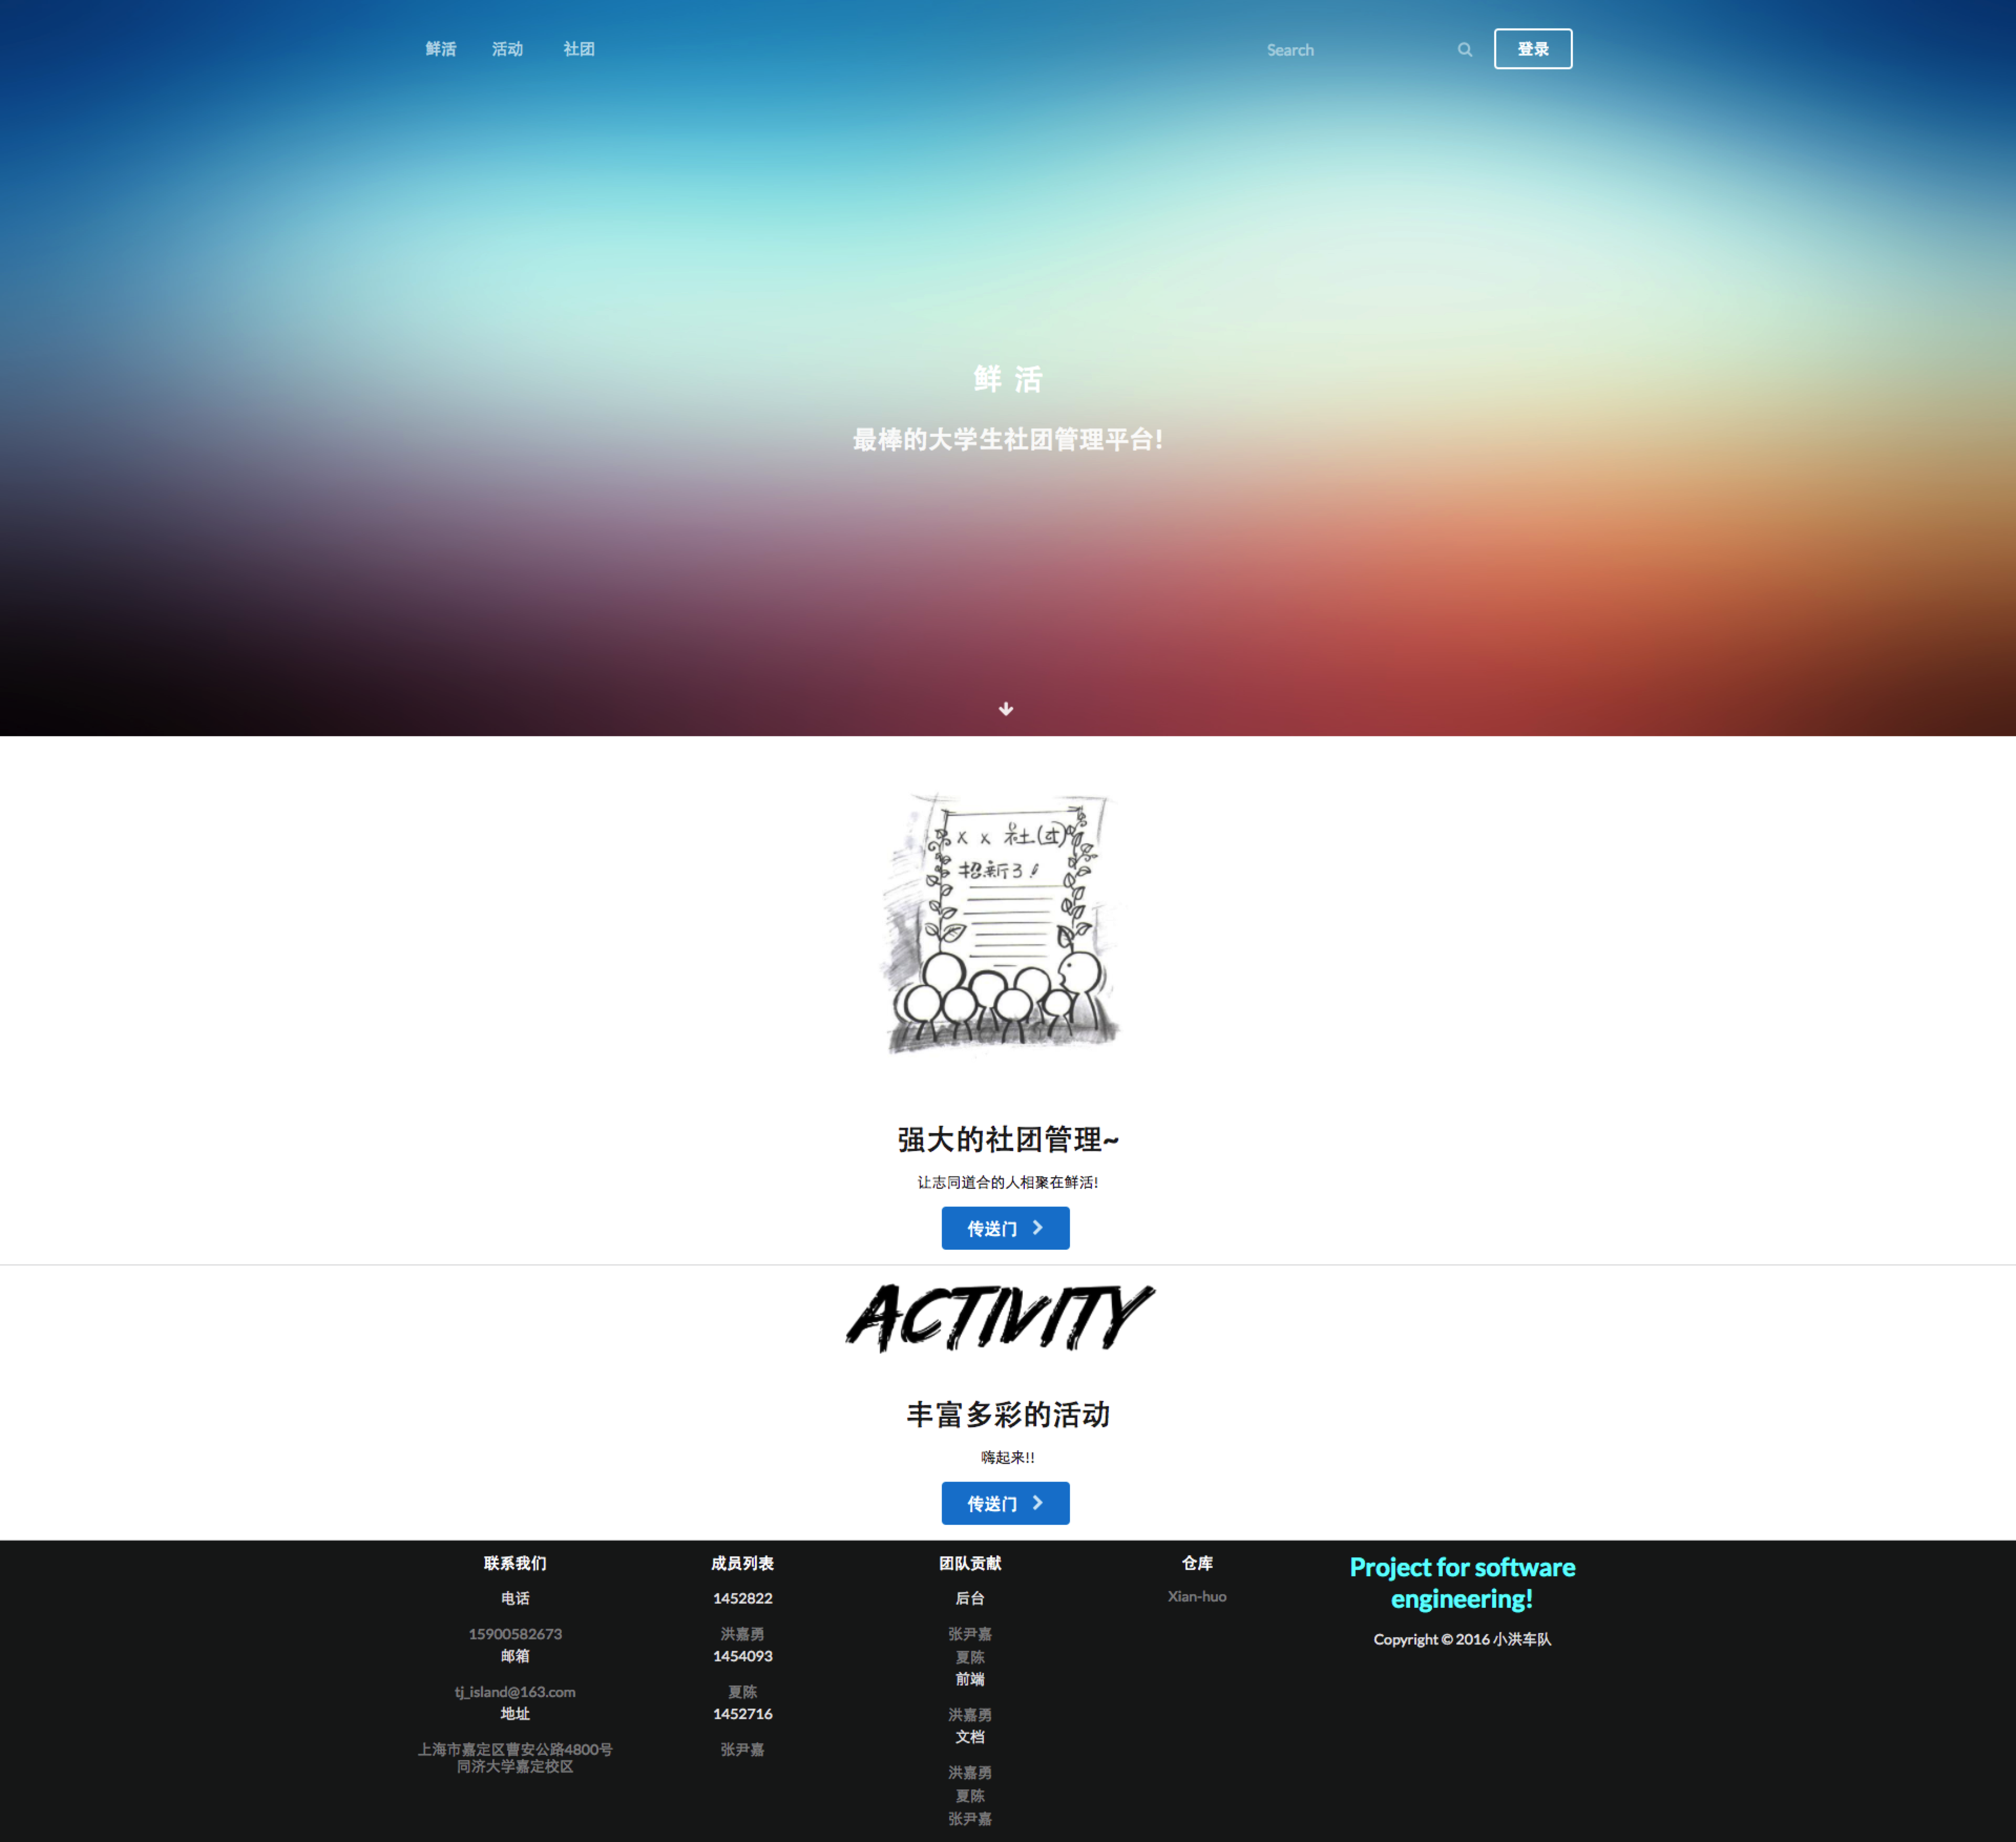 鲜活 活动 社团 Search 登录
鲜 活
最棒的大学生社团管理平台!
x x 社团
招新了!
强大的社团管理~
让志同道合的人相聚在鲜活!
传送门
ACTIVITY
丰富多彩的活动
嗨起来!!
传送门
联系我们
电话
15900582673
邮箱
tj_island@163.com
地址
上海市嘉定区曹安公路4800号
同济大学嘉定校区
成员列表
1452822
洪嘉勇
1454093
夏陈
1452716
张尹嘉
团队贡献
后台
张尹嘉
夏陈
前端
洪嘉勇
文档
洪嘉勇
夏陈
张尹嘉
仓库
Xian-huo
Project for software
engineering!
Copyright © 2016 小洪车队